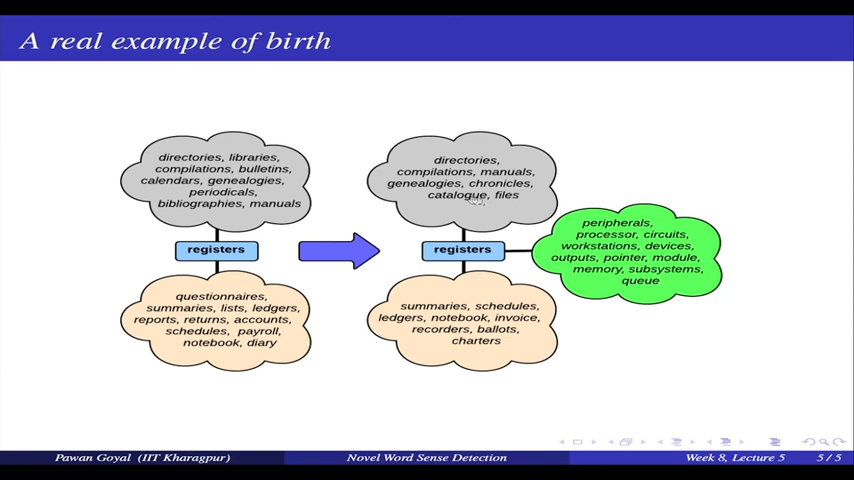 A real example of birth
directories, libraries,
compilations, bulletins,
calendars, genealogies,
periodicals,
bibliographies, manuals
registers
questionnaires,
summaries, lists, ledgers,
reports, returns, accounts,
schedules, payroll,
notebook, diary
directories,
compilations, manuals,
genealogies, chronicles,
catalogue, files
registers
summaries, schedules,
ledgers, notebook, invoice,
recorders, ballots,
charters
peripherals,
processor, circuits,
workstations, devices,
outputs, pointer, module,
memory, subsystems,
queue
Pawan Goyal (IIT Kharagpur) Novel Word Sense Detection Week 8, Lecture 5 5 / 5